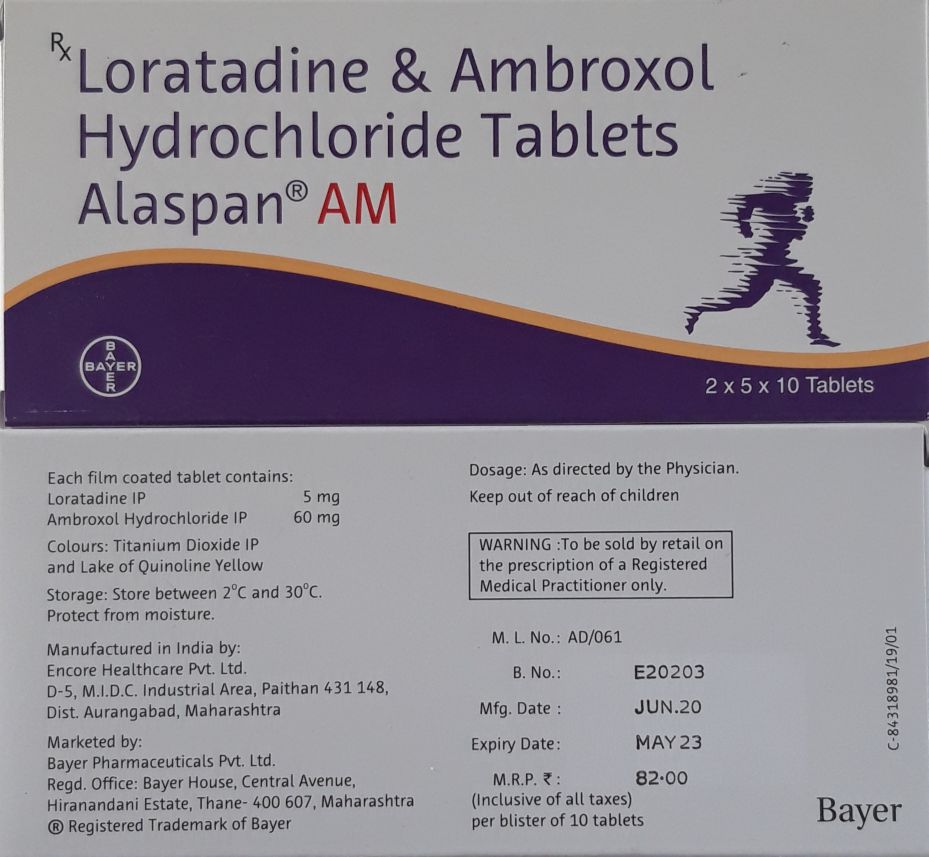 Rx Loratadine & Ambroxol
Hydrochloride Tablets
Alaspan® AM
BAYER
BAYER
2 x 5 x 10 Tablets
Each film coated tablet contains:
Loratadine IP 5 mg
Ambroxol Hydrochloride IP 60 mg
Colours: Titanium Dioxide IP
and Lake of Quinoline Yellow
Storage: Store between 2°C and 30°C.
Protect from moisture.
Manufactured in India by:
Encore Healthcare Pvt. Ltd.
D-5, M.I.D.C. Industrial Area, Paithan 431 148,
Dist. Aurangabad, Maharashtra
Marketed by:
Bayer Pharmaceuticals Pvt. Ltd.
Regd. Office: Bayer House, Central Avenue,
Hiranandani Estate, Thane- 400 607, Maharashtra
® Registered Trademark of Bayer
Dosage: As directed by the Physician.
Keep out of reach of children
WARNING :To be sold by retail on
the prescription of a Registered
Medical Practitioner only.
M. L. No.: AD/061
B. No.: E20203
Mfg. Date : JUN.20
Expiry Date: MAY 23
M.R.P. ₹ : 82.00
(Inclusive of all taxes)
per blister of 10 tablets
C-84318981/19/01
Bayer